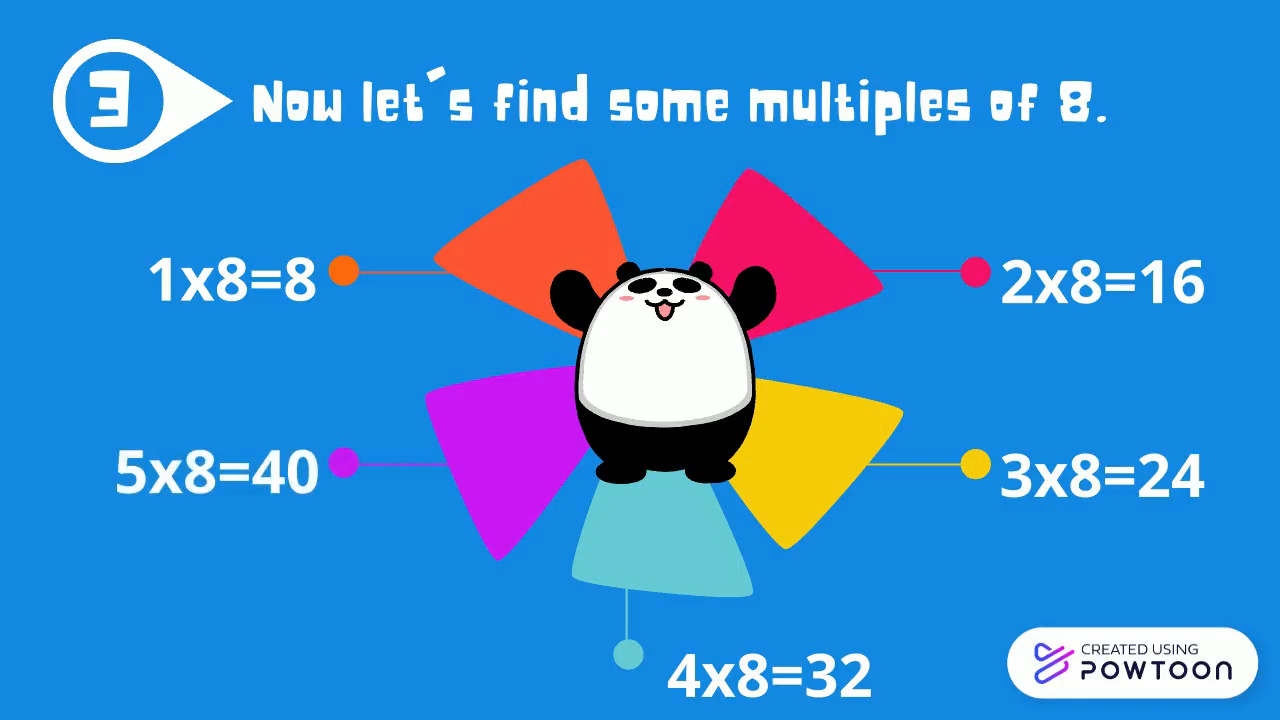 3
Now let´s find some multiples of 8.
1x8=8
2x8=16
5x8=40
3x8=24
4x8=32
CREATED USING
POWTOON